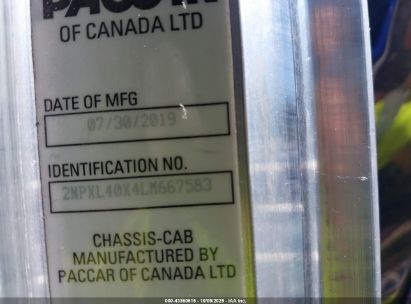 PACCAR
OF CANADA LTD
DATE OF MFG
07/30/2019
IDENTIFICATION NO.
2NPXL40X4LM667583
CHASSIS-CAB
MANUFACTURED BY
PACCAR OF CANADA LTD